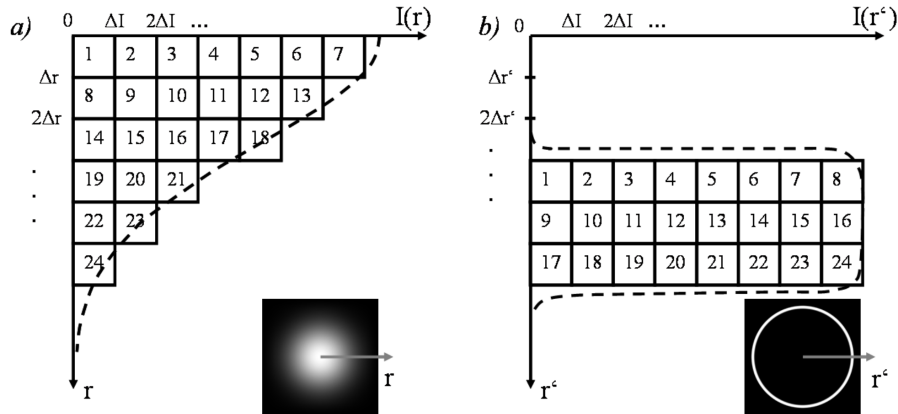 a)
0 ΔI 2ΔI ... I(r)
1 2 3 4 5 6 7
Δr
8 9 10 11 12 13
2Δr
14 15 16 17 18
.
.
.
19 20 21
22 23
24
r
r
b)
0 ΔI 2ΔI ... I(r‘)
Δr‘
2Δr‘
.
.
.
1 2 3 4 5 6 7 8
9 10 11 12 13 14 15 16
17 18 19 20 21 22 23 24
r‘
r‘